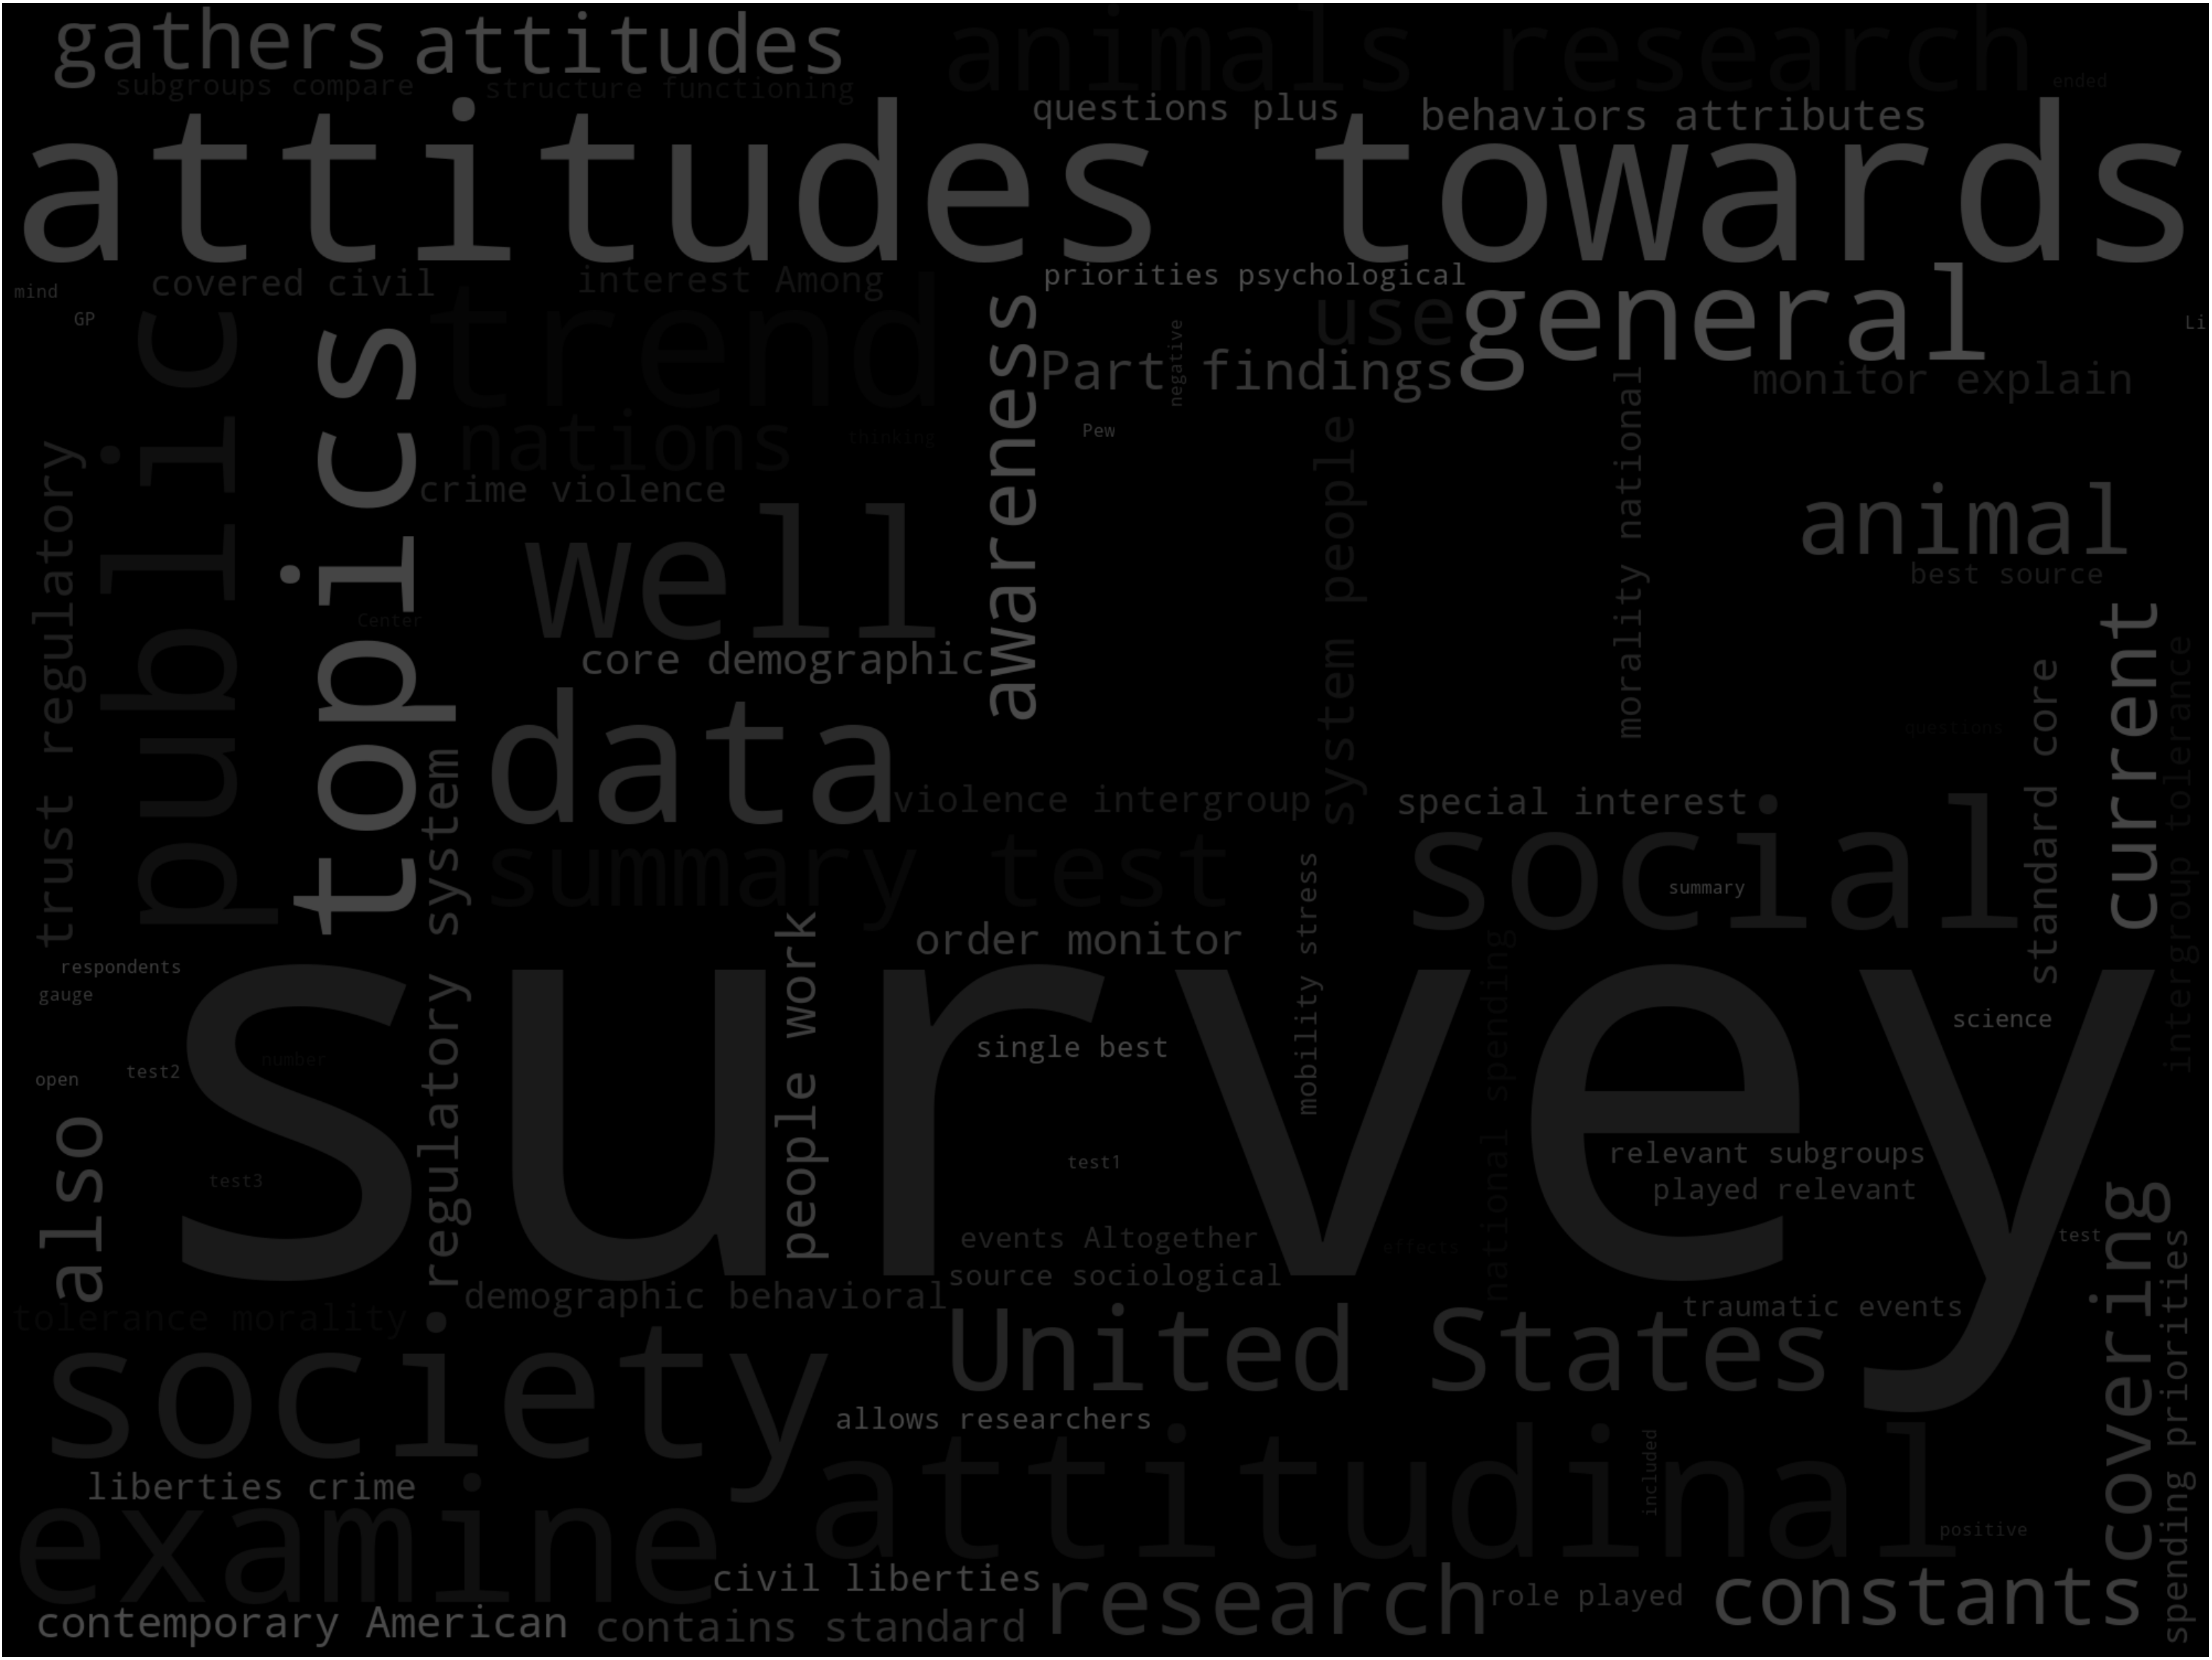 gathers attitudes
animals research
subgroups compare
structure functioning
ended
questions plus
behaviors attributes
attitudes towards
covered civil
interest Among
priorities psychological
mind
GP
Li
public
topics
trend
awareness
use
general
negative
Part findings
monitor explain
nations
thinking
Pew
trust regulatory
crime violence
system people
morality national
well
animal
best source
Center
core demographic
current
intergroup tolerance
standard core
questions
data
regulatory system
violence intergroup
special interest
summary test
social
summary
mobility stress
people work
order monitor
national spending
respondents
gauge
survey
science
single best
number
open
test2
also
relevant subgroups
test1
test3
played relevant
covering
events Altogether
effects
test
spending priorities
source sociological
demographic behavioral
tolerance morality
traumatic events
United States
society
allows researchers
attitudinal
included
liberties crime
examine
positive
civil liberties
research
role played
constants
contemporary American
contains standard